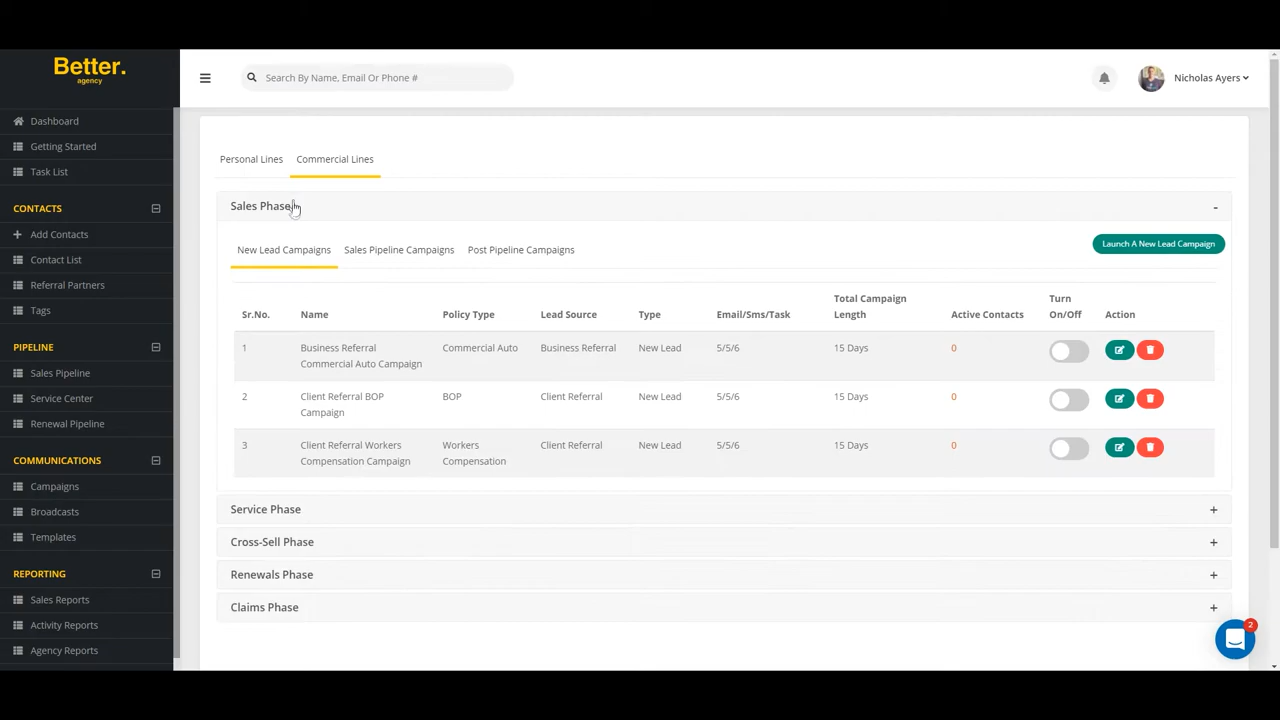 Better.
agency
Search By Name, Email Or Phone #
Nicholas Ayers
Dashboard
Getting Started
Task List
CONTACTS
Add Contacts
Contact List
Referral Partners
Tags
PIPELINE
Sales Pipeline
Service Center
Renewal Pipeline
COMMUNICATIONS
Campaigns
Broadcasts
Templates
REPORTING
Sales Reports
Activity Reports
Agency Reports
Personal Lines Commercial Lines
Sales Phase -
New Lead Campaigns Sales Pipeline Campaigns Post Pipeline Campaigns Launch A New Lead Campaign
Sr.No. Name Policy Type Lead Source Type Email/Sms/Task Total Campaign Length Active Contacts Turn On/Off Action
1 Business Referral Commercial Auto Campaign Commercial Auto Business Referral New Lead 5/5/6 15 Days 0
2 Client Referral BOP Campaign BOP Client Referral New Lead 5/5/6 15 Days 0
3 Client Referral Workers Compensation Campaign Workers Compensation Client Referral New Lead 5/5/6 15 Days 0
Service Phase +
Cross-Sell Phase +
Renewals Phase +
Claims Phase +
2